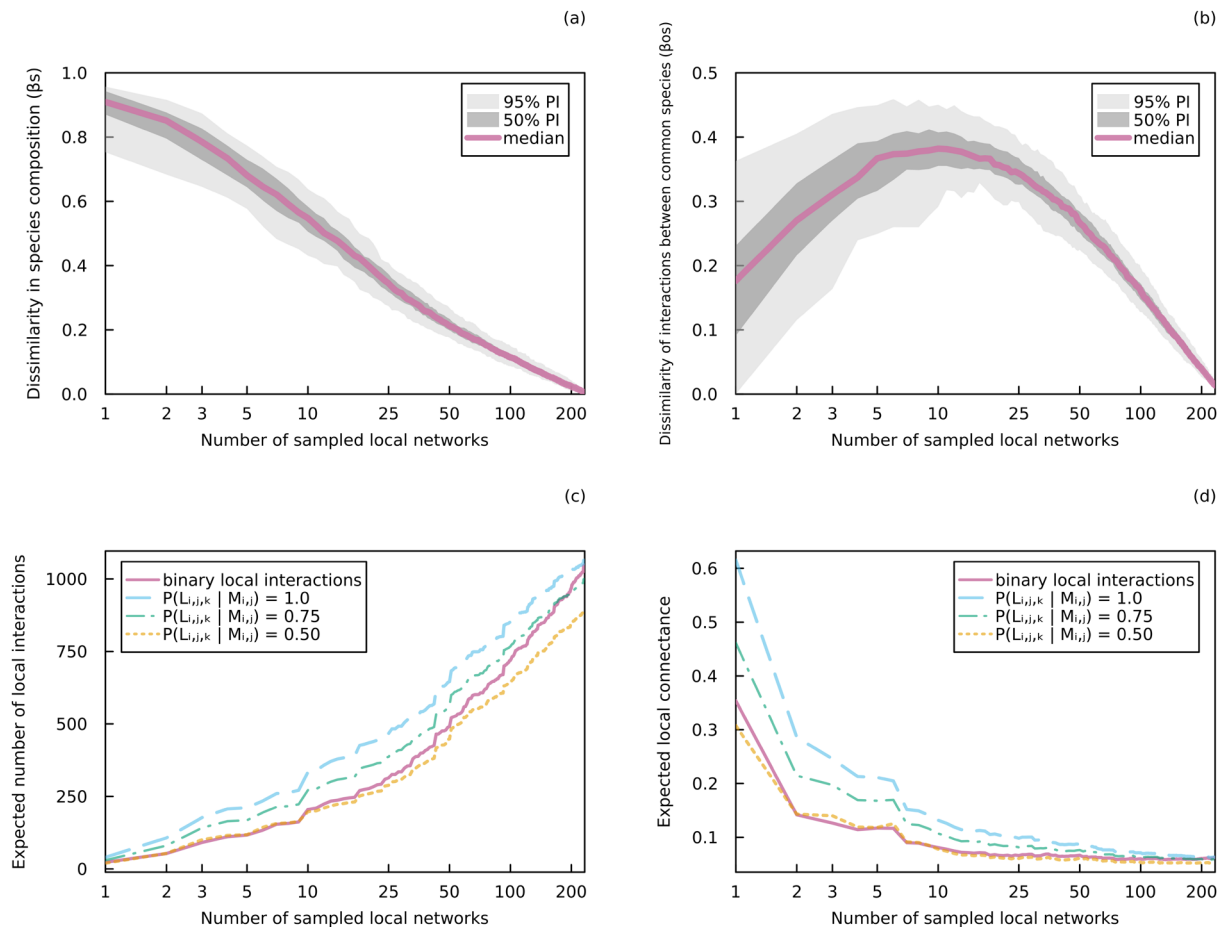 (a)
Dissimilarity in species composition (βs)
1.0
0.8
0.6
0.4
0.2
0.0
95% PI
50% PI
median
1 2 3 5 10 25 50 100 200
Number of sampled local networks
(b)
Dissimilarity of interactions between common species (βos)
0.5
0.4
0.3
0.2
0.1
0.0
95% PI
50% PI
median
1 2 3 5 10 25 50 100 200
Number of sampled local networks
(c)
Expected number of local interactions
1000
750
500
250
0
binary local interactions
P(Lᵢ,ⱼ,ₖ | Mᵢ,ⱼ) = 1.0
P(Lᵢ,ⱼ,ₖ | Mᵢ,ⱼ) = 0.75
P(Lᵢ,ⱼ,ₖ | Mᵢ,ⱼ) = 0.50
1 2 3 5 10 25 50 100 200
Number of sampled local networks
(d)
Expected local connectance
0.6
0.5
0.4
0.3
0.2
0.1
binary local interactions
P(Lᵢ,ⱼ,ₖ | Mᵢ,ⱼ) = 1.0
P(Lᵢ,ⱼ,ₖ | Mᵢ,ⱼ) = 0.75
P(Lᵢ,ⱼ,ₖ | Mᵢ,ⱼ) = 0.50
1 2 3 5 10 25 50 100 200
Number of sampled local networks